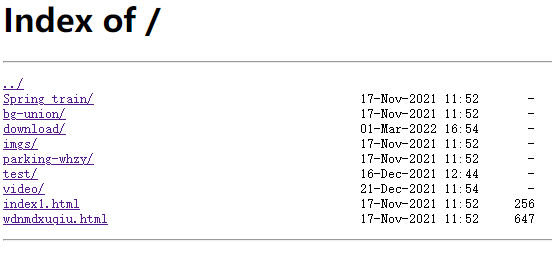 Index of /
../
Spring train/ 17-Nov-2021 11:52 -
bg-union/ 17-Nov-2021 11:52 -
download/ 01-Mar-2022 16:54 -
imgs/ 17-Nov-2021 11:52 -
parking-whzy/ 17-Nov-2021 11:52 -
test/ 16-Dec-2021 12:44 -
video/ 21-Dec-2021 11:54 -
index1.html 17-Nov-2021 11:52 256
wdnmdxuqiu.html 17-Nov-2021 11:52 647